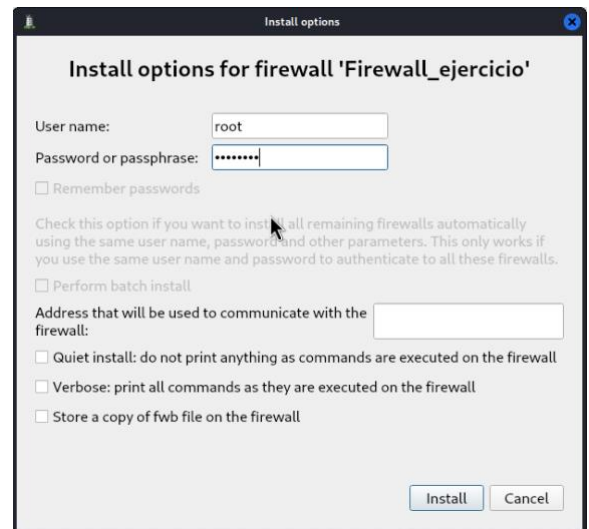 Install options
Install options for firewall 'Firewall_ejercicio'
User name: root
Password or passphrase: ••••••••
Remember passwords
Check this option if you want to install all remaining firewalls automatically
using the same user name, password and other parameters. This only works if
you use the same user name and password to authenticate to all these firewalls.
Perform batch install
Address that will be used to communicate with the
firewall:
Quiet install: do not print anything as commands are executed on the firewall
Verbose: print all commands as they are executed on the firewall
Store a copy of fwb file on the firewall
Install Cancel